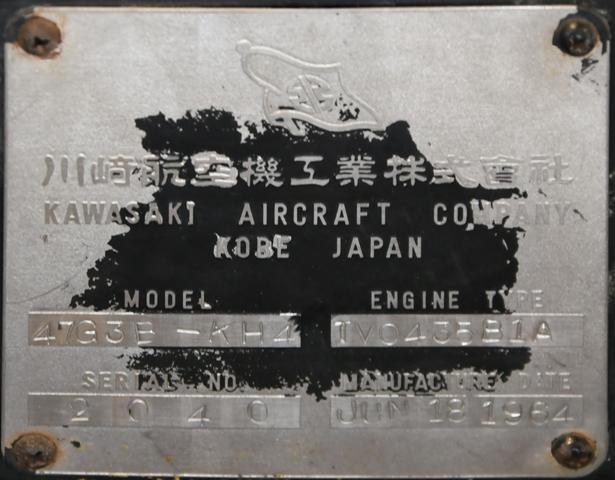 川崎航空機工業株式會社
KAWASAKI AIRCRAFT COMPANY
KOBE JAPAN
MODEL ENGINE TYPE
47G3B-KH4 TVO435B1A
SERIAL NO. MANUFACTURE DATE
2040 JUN 18 1964